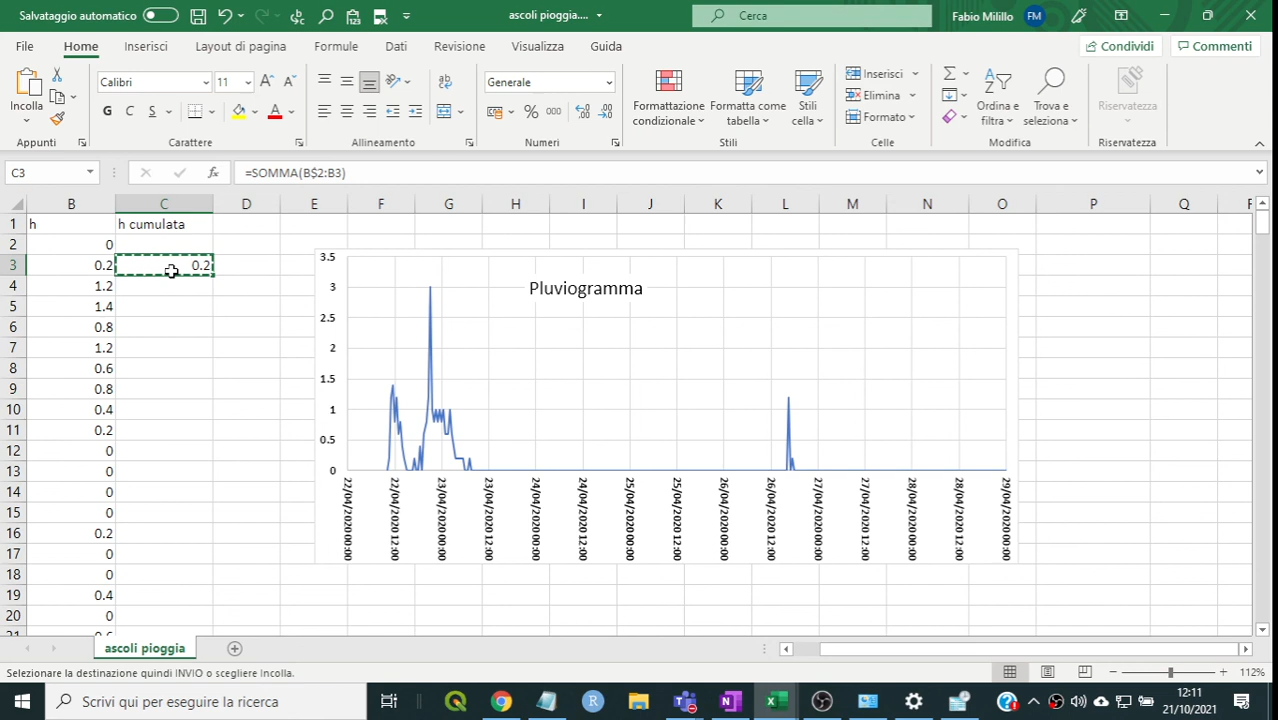 Salvataggio automatico
ascoli pioggia....
Cerca
Fabio Milillo
FM
File
Home
Inserisci
Layout di pagina
Formule
Dati
Revisione
Visualizza
Guida
Condividi
Commenti
Incolla
Calibri
11
Generale
Formattazione condizionale
Formatta come tabella
Stili cella
Inserisci
Elimina
Formato
Ordina e filtra
Trova e seleziona
Riservatezza
Appunti
Carattere
Allineamento
Numeri
Stili
Celle
Modifica
Riservatezza
C3
=SOMMA(B$2:B3)
B C D E F G H I J K L M N O P Q
1 h h cumulata
2 0
3 0.2 0.2
4 1.2
5 1.4
6 0.8
7 1.2
8 0.6
9 0.8
10 0.4
11 0.2
12 0
13 0
14 0
15 0
16 0.2
17 0
18 0
19 0.4
20 0
Pluviogramma
3.5
3
2.5
2
1.5
1
0.5
0
22/04/2020 00:00
22/04/2020 12:00
23/04/2020 00:00
23/04/2020 12:00
24/04/2020 00:00
24/04/2020 12:00
25/04/2020 00:00
25/04/2020 12:00
26/04/2020 00:00
26/04/2020 12:00
27/04/2020 00:00
27/04/2020 12:00
28/04/2020 00:00
28/04/2020 12:00
29/04/2020 00:00
ascoli pioggia
Selezionare la destinazione quindi INVIO o scegliere Incolla.
112%
Scrivi qui per eseguire la ricerca
12:11
21/10/2021